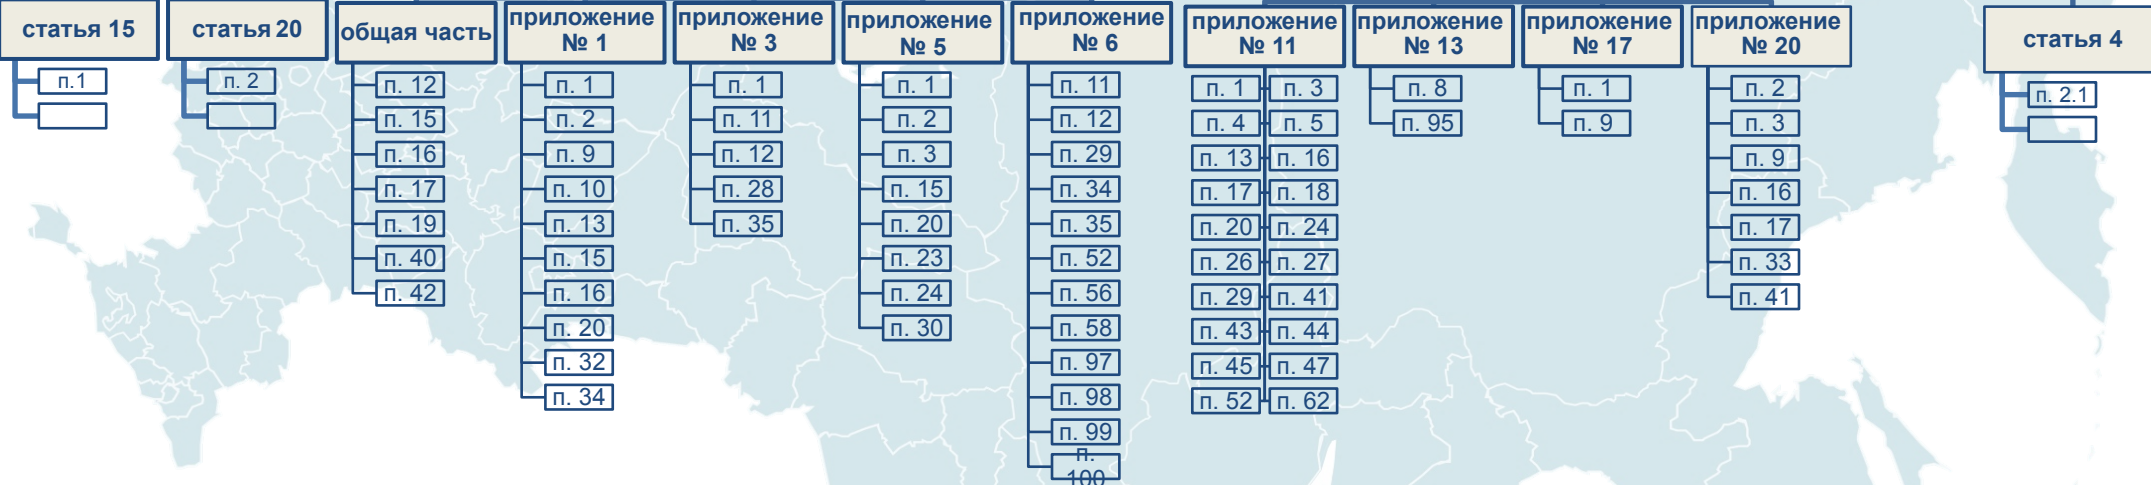 статья 15
п.1
статья 20
п. 2
общая часть
п. 12
п. 15
п. 16
п. 17
п. 19
п. 40
п. 42
приложение
№ 1
п. 1
п. 2
п. 9
п. 10
п. 13
п. 15
п. 16
п. 20
п. 32
п. 34
приложение
№ 3
п. 1
п. 11
п. 12
п. 28
п. 35
приложение
№ 5
п. 1
п. 2
п. 3
п. 15
п. 20
п. 23
п. 24
п. 30
приложение
№ 6
п. 11
п. 12
п. 29
п. 34
п. 35
п. 52
п. 56
п. 58
п. 97
п. 98
п. 99
п.
100
приложение
№ 11
п. 1 п. 3
п. 4 п. 5
п. 13 п. 16
п. 17 п. 18
п. 20 п. 24
п. 26 п. 27
п. 29 п. 41
п. 43 п. 44
п. 45 п. 47
п. 52 п. 62
приложение
№ 13
п. 8
п. 95
приложение
№ 17
п. 1
п. 9
приложение
№ 20
п. 2
п. 3
п. 9
п. 16
п. 17
п. 33
п. 41
статья 4
п. 2.1